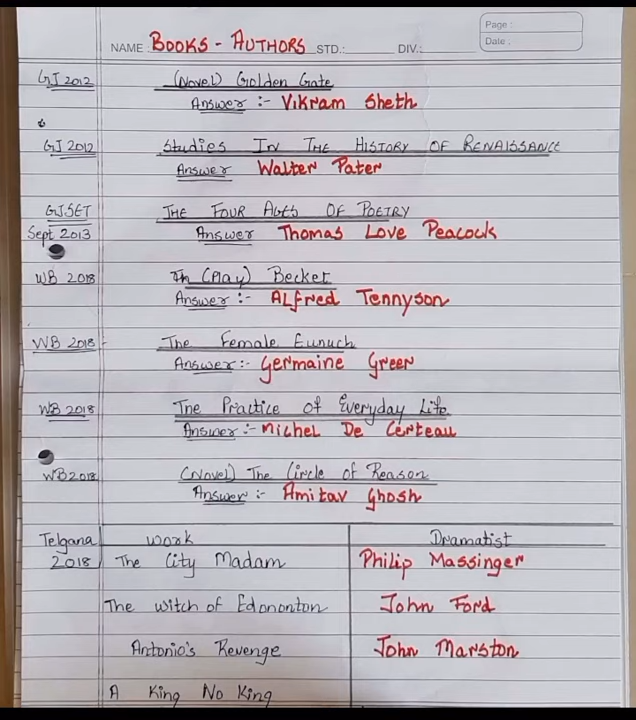 Page :
Date :
NAME : BOOKS - AUTHORS STD.: DIV.:
GJ 2012 (Novel) Golden Gate
Answer :- Vikram Sheth
GJ 2012 Studies In The HISTORY OF RENAISSANCE
Answer Walter Pater
GJSET THE FOUR AGES OF POETRY
Sept 2013 Answer Thomas Love Peacock
WB 2018 (Play) Becket
Answer :- ALfred Tennyson
WB 2018 The Female Eunuch
Answer :- Germaine Greer
WB 2018 The Practice of Everyday Life
Answer :- Michel De Certeau
WB 2018 (Novel) The Circle of Reason
Answer :- Amitav Ghosh
Telgana work Dramatist
2018 The City Madam Philip Massinger
The witch of Edmonton John Ford
Antonio's Revenge John Marston
A King No King